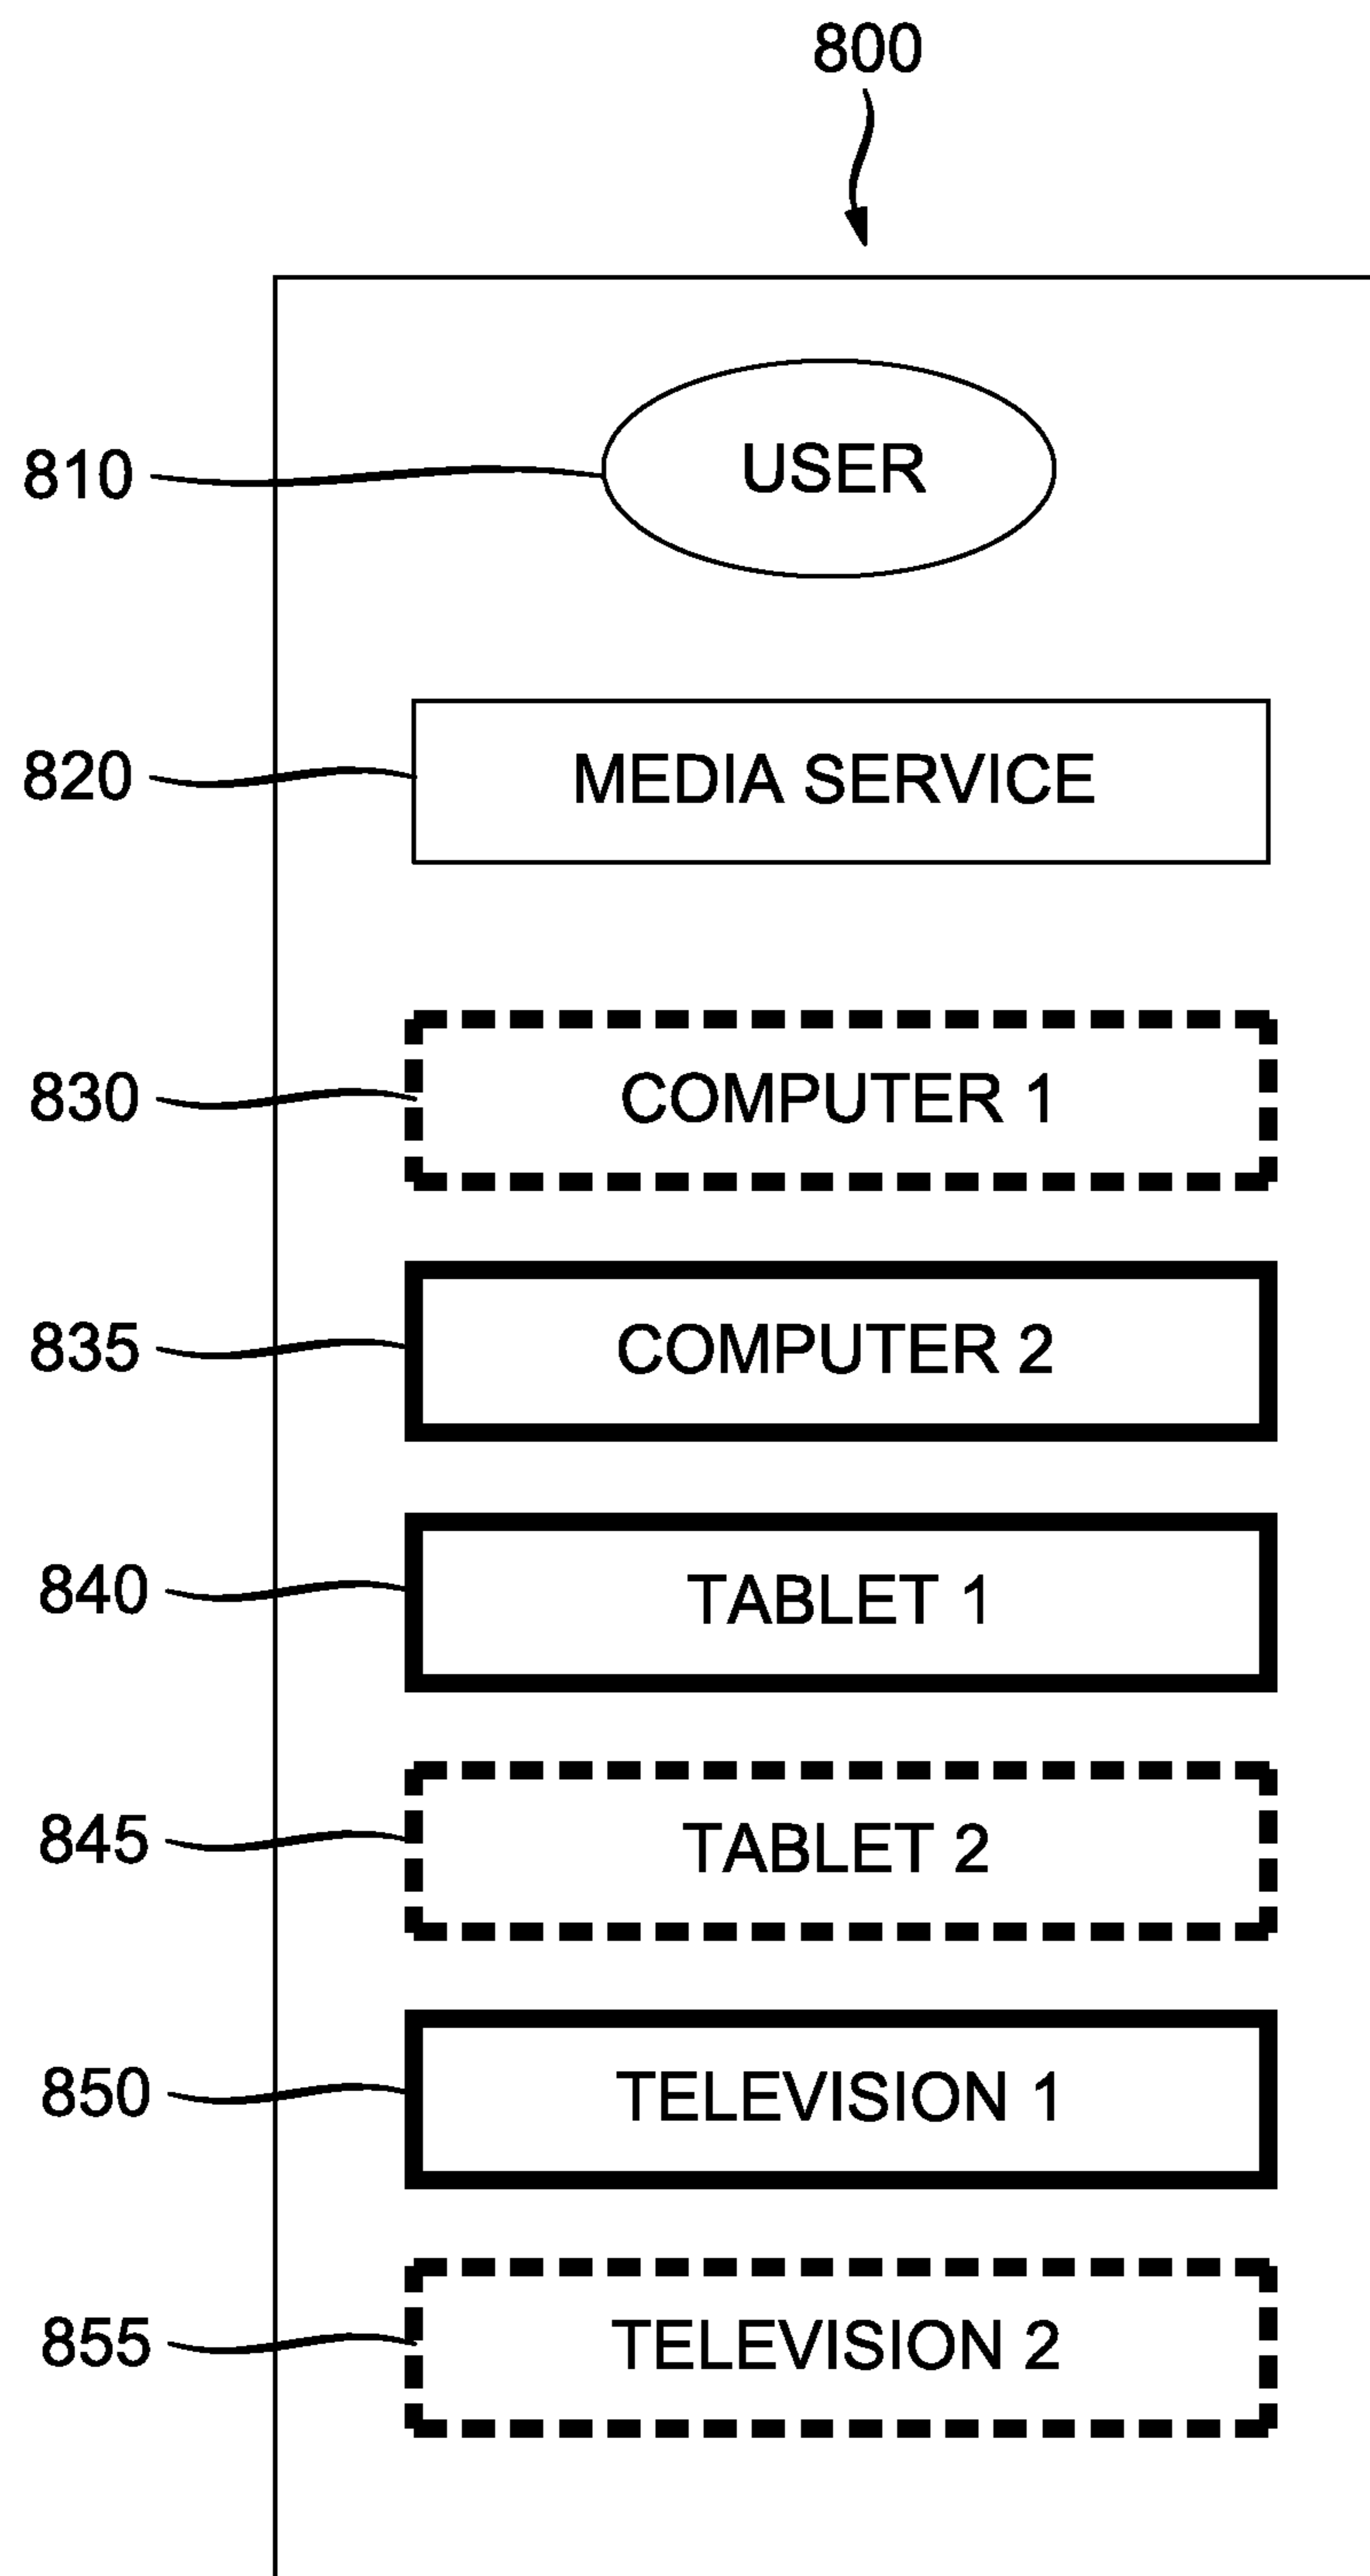 800
810 USER
820 MEDIA SERVICE
830 COMPUTER 1
835 COMPUTER 2
840 TABLET 1
845 TABLET 2
850 TELEVISION 1
855 TELEVISION 2